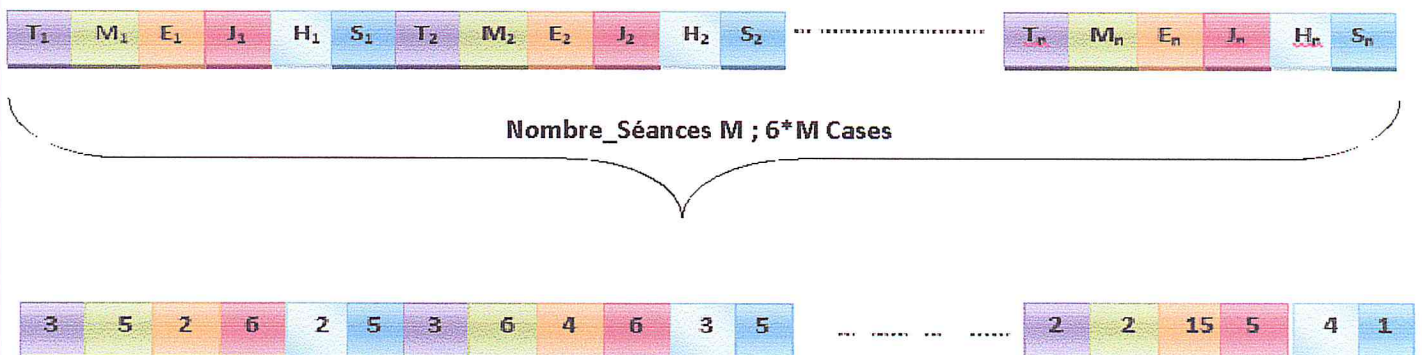 T₁ M₁ E₁ J₁ H₁ S₁ T₂ M₂ E₂ J₂ H₂ S₂ Tₙ Mₙ Eₙ Jₙ Hₙ Sₙ
Nombre_Séances M ; 6*M Cases
3 5 2 6 2 5 3 6 4 6 3 5 2 2 15 5 4 1